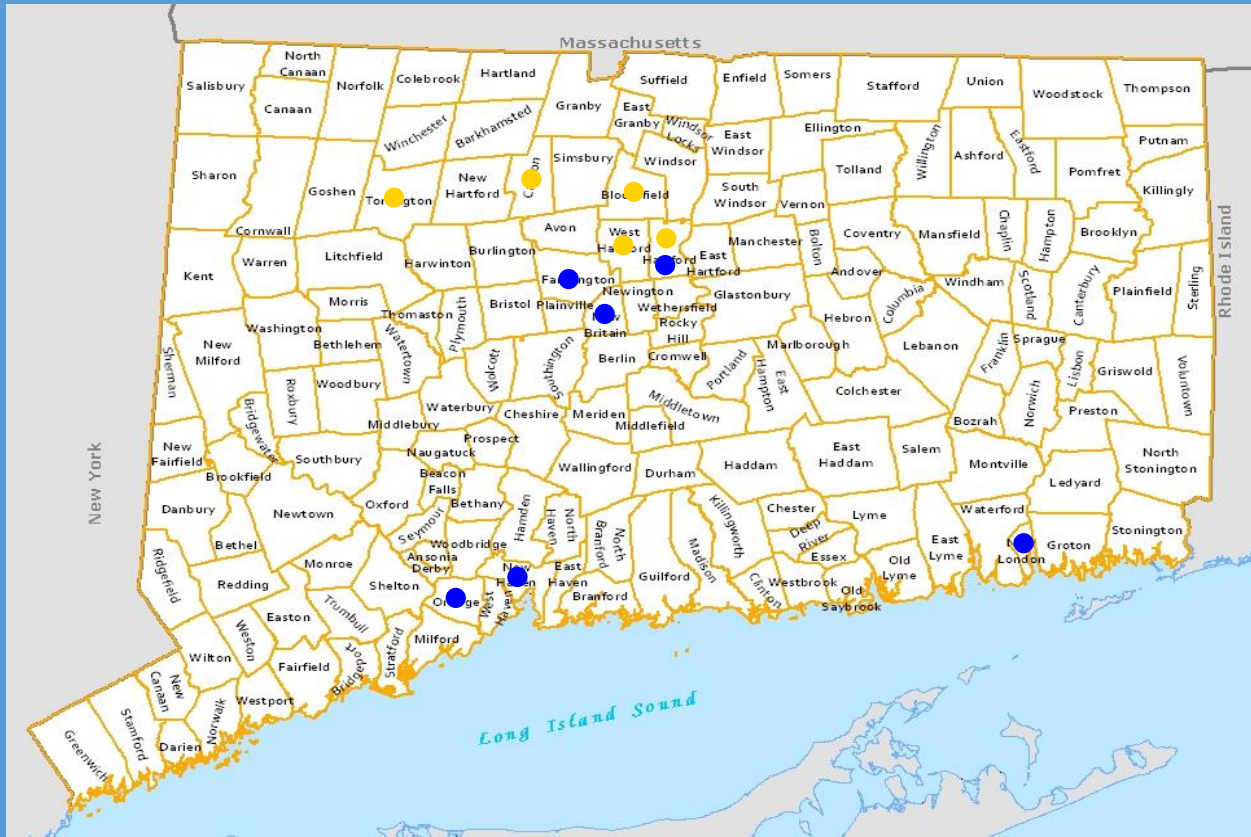 Massachusetts
North
Canaan
Salisbury
Canaan
Norfolk
Colebrook
Hartland
Granby
Suffield
East
Granby
Windsor
Locks
Enfield
Somers
Stafford
Union
Woodstock
Thompson
Winchester
Barkhamsted
Simsbury
Windsor
East
Windsor
Ellington
Willington
Ashford
Eastford
Putnam
Pomfret
Killingly
Sharon
Goshen
New
Hartford
South
Windsor
Vernon
Tolland
Cornwall
Avon
West
Burlington
Manchester
East
Hartford
Bolton
Coventry
Mansfield
Chaplin
Hampton
Brooklyn
Kent
Warren
Litchfield
Harwinton
Andover
Windham
Scotland
Canterbury
Plainfield
Sterling
Rhode Island
Morris
Thomaston
Plymouth
Bristol
Plainville
Newington
Wethersfield
Rocky
Hill
Glastonbury
Hebron
Columbia
Washington
Bethlehem
Watertown
Britain
Berlin
Cromwell
Portland
East
Hampton
Marlborough
Lebanon
Franklin
Sprague
Lisbon
Griswold
Voluntown
Sherman
New
Milford
Roxbury
Woodbury
Wolcott
Southington
Colchester
Bozrah
Norwich
Preston
Bridgewater
Waterbury
Middlebury
Cheshire
Meriden
Middletown
Middlefield
New York
New
Fairfield
Brookfield
Southbury
Naugatuck
Prospect
Wallingford
Durham
Haddam
East
Haddam
Salem
Montville
Ledyard
North
Stonington
Danbury
Newtown
Oxford
Beacon
Falls
Bethany
Hamden
North
Haven
North
Branford
Killingworth
Chester
Lyme
Waterford
Bethel
Seymour
Woodbridge
Madison
Deep
River
East
Lyme
Stonington
Groton
London
Ridgefield
Redding
Monroe
Ansonia
Derby
Shelton
East
Haven
Branford
Guilford
Clinton
Westbrook
Essex
Old
Saybrook
Old
Lyme
Easton
Trumbull
West
Milford
Weston
Wilton
Fairfield
Bridgeport
Stratford
New
Canaan
Westport
Norwalk
Darien
Stamford
Greenwich
Long Island Sound